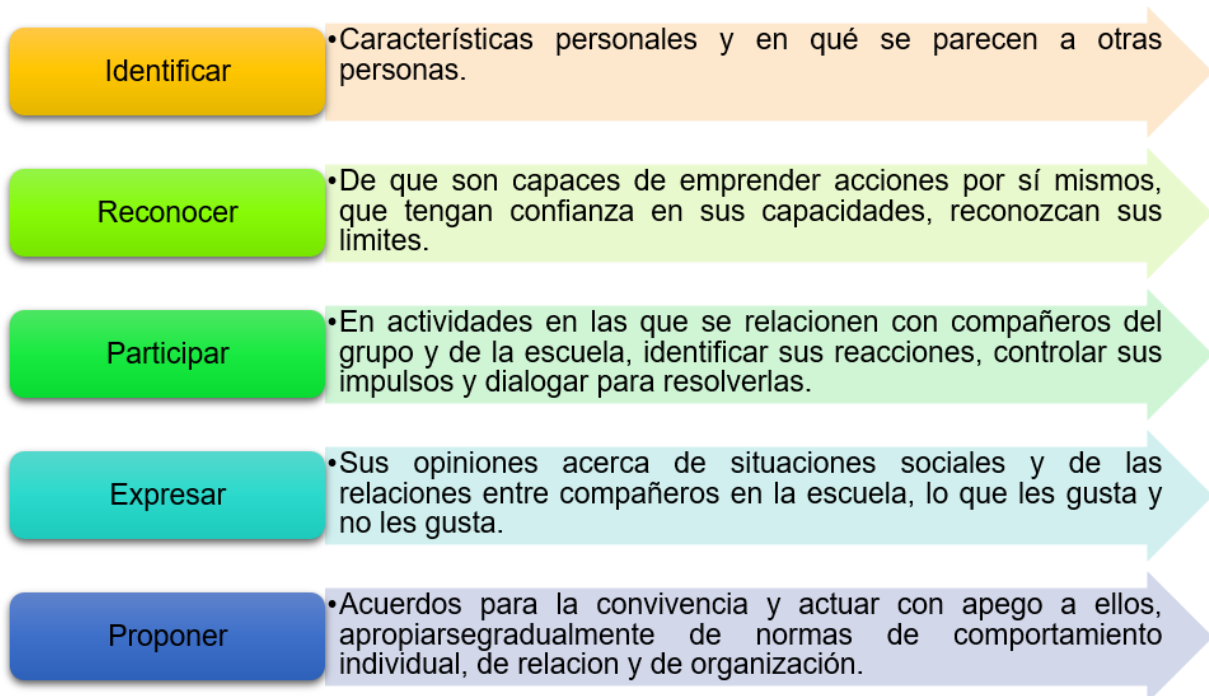 Identificar
•Características personales y en qué se parecen a otras
personas.
Reconocer
•De que son capaces de emprender acciones por sí mismos,
que tengan confianza en sus capacidades, reconozcan sus
limites.
Participar
•En actividades en las que se relacionen con compañeros del
grupo y de la escuela, identificar sus reacciones, controlar sus
impulsos y dialogar para resolverlas.
Expresar
•Sus opiniones acerca de situaciones sociales y de las
relaciones entre compañeros en la escuela, lo que les gusta y
no les gusta.
Proponer
•Acuerdos para la convivencia y actuar con apego a ellos,
apropiarsegradualmente de normas de comportamiento
individual, de relacion y de organización.